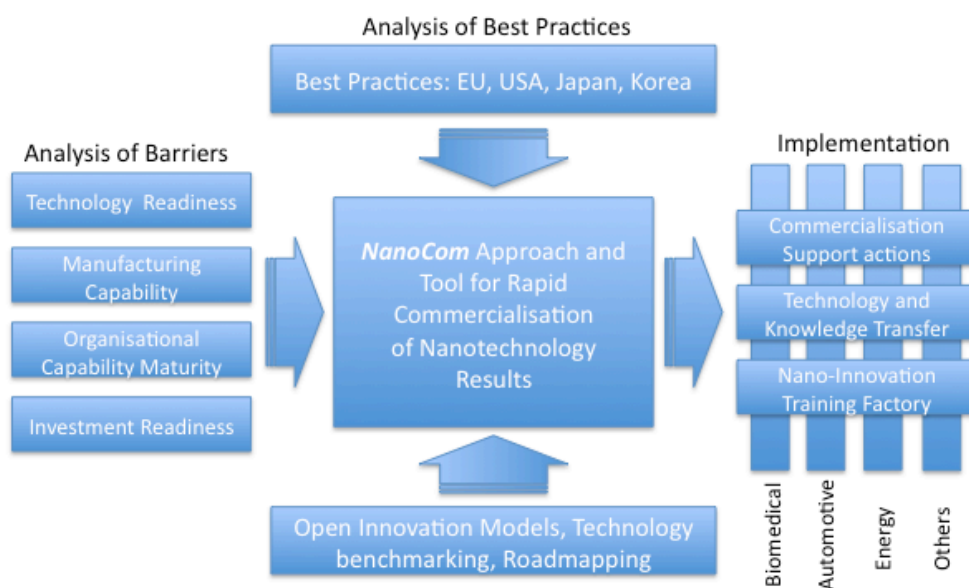 Analysis of Best Practices
Best Practices: EU, USA, Japan, Korea
Analysis of Barriers
Technology Readiness
Manufacturing
Capability
Organisational
Capability Maturity
Investment Readiness
NanoCom Approach and
Tool for Rapid
Commercialisation
of Nanotechnology
Results
Open Innovation Models, Technology
benchmarking, Roadmapping
Implementation
Commercialisation
Support actions
Technology and
Knowledge Transfer
Nano-Innovation
Training Factory
Biomedical
Automotive
Energy
Others